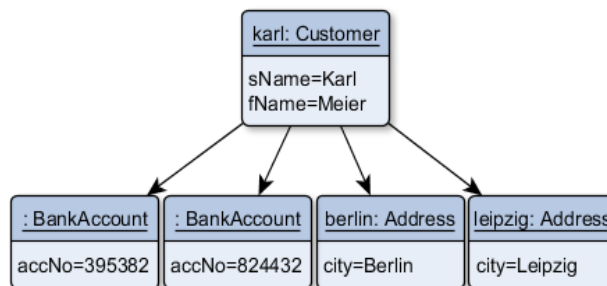 karl: Customer
sName=Karl
fName=Meier
: BankAccount
accNo=395382
: BankAccount
accNo=824432
berlin: Address
city=Berlin
leipzig: Address
city=Leipzig